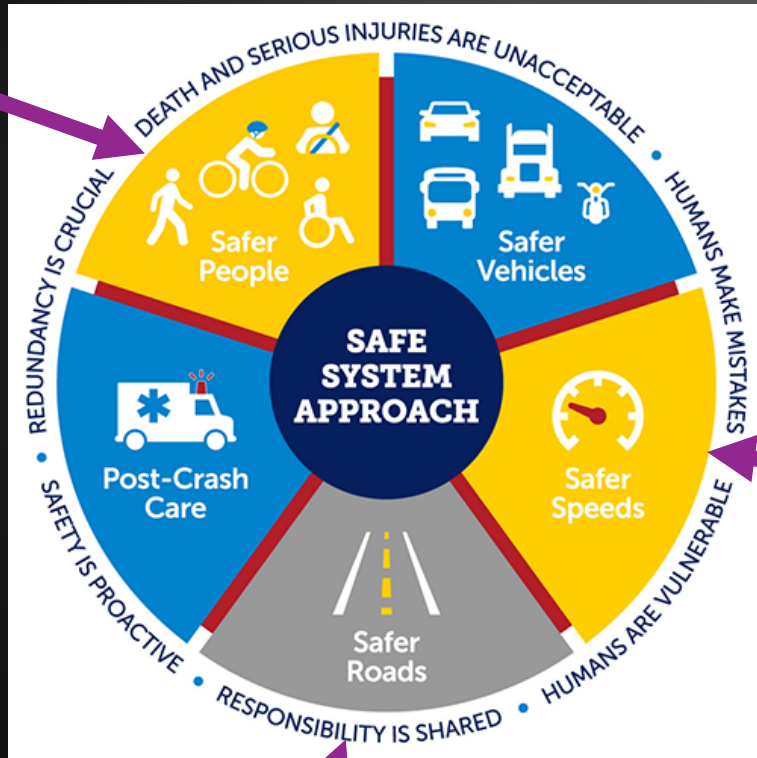 DEATH AND SERIOUS INJURIES ARE UNACCEPTABLE
HUMANS MAKE MISTAKES
HUMANS ARE VULNERABLE
RESPONSIBILITY IS SHARED
SAFETY IS PROACTIVE
REDUNDANCY IS CRUCIAL
Safer
People
Safer
Vehicles
SAFE
SYSTEM
APPROACH
Post-Crash
Care
Safer
Speeds
Safer
Roads